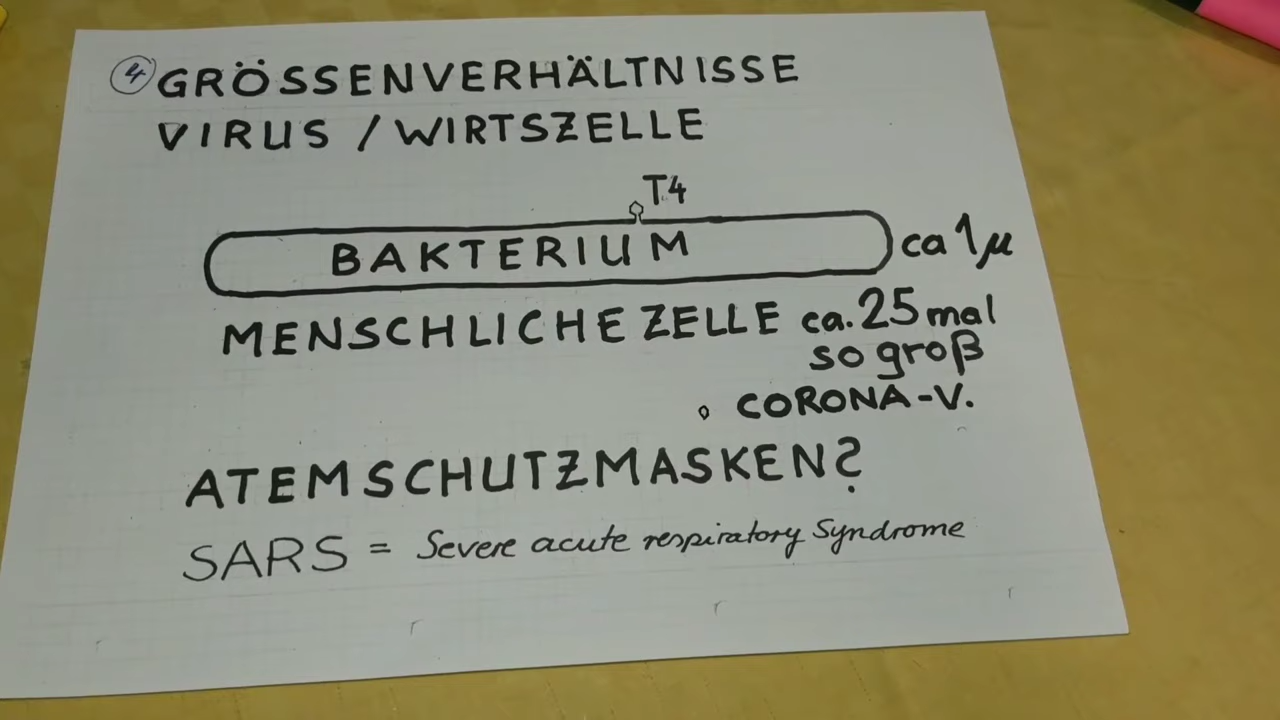 4 GRÖSSENVERHÄLTNISSE
VIRUS / WIRTSZELLE
T4
BAKTERIUM ca 1µ
MENSCHLICHE ZELLE ca. 25 mal
so groß
CORONA-V.
ATEMSCHUTZMASKEN?
SARS = Severe acute respiratory Syndrome